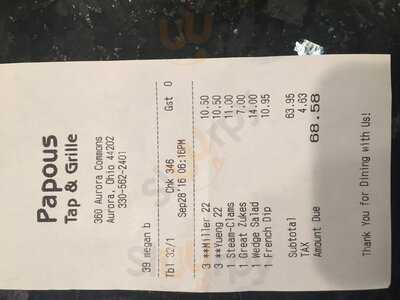 Papous
Tap & Grille
360 Aurora Commons
Aurora, Ohio 44202
330-562-2401
39 megan b
Tbl 32/1 Chk 346 Gst 0
Sep28'16 06:16PM
3 **Miller 22 10.50
3 **Yueng 22 10.50
1 Steam-Clams 11.00
1 Great Zukes 7.00
1 Wedge Salad 14.00
1 French Dip 10.95
Subtotal 63.95
TAX 4.63
Amount Due 68.58
Thank You for Dining with Us!